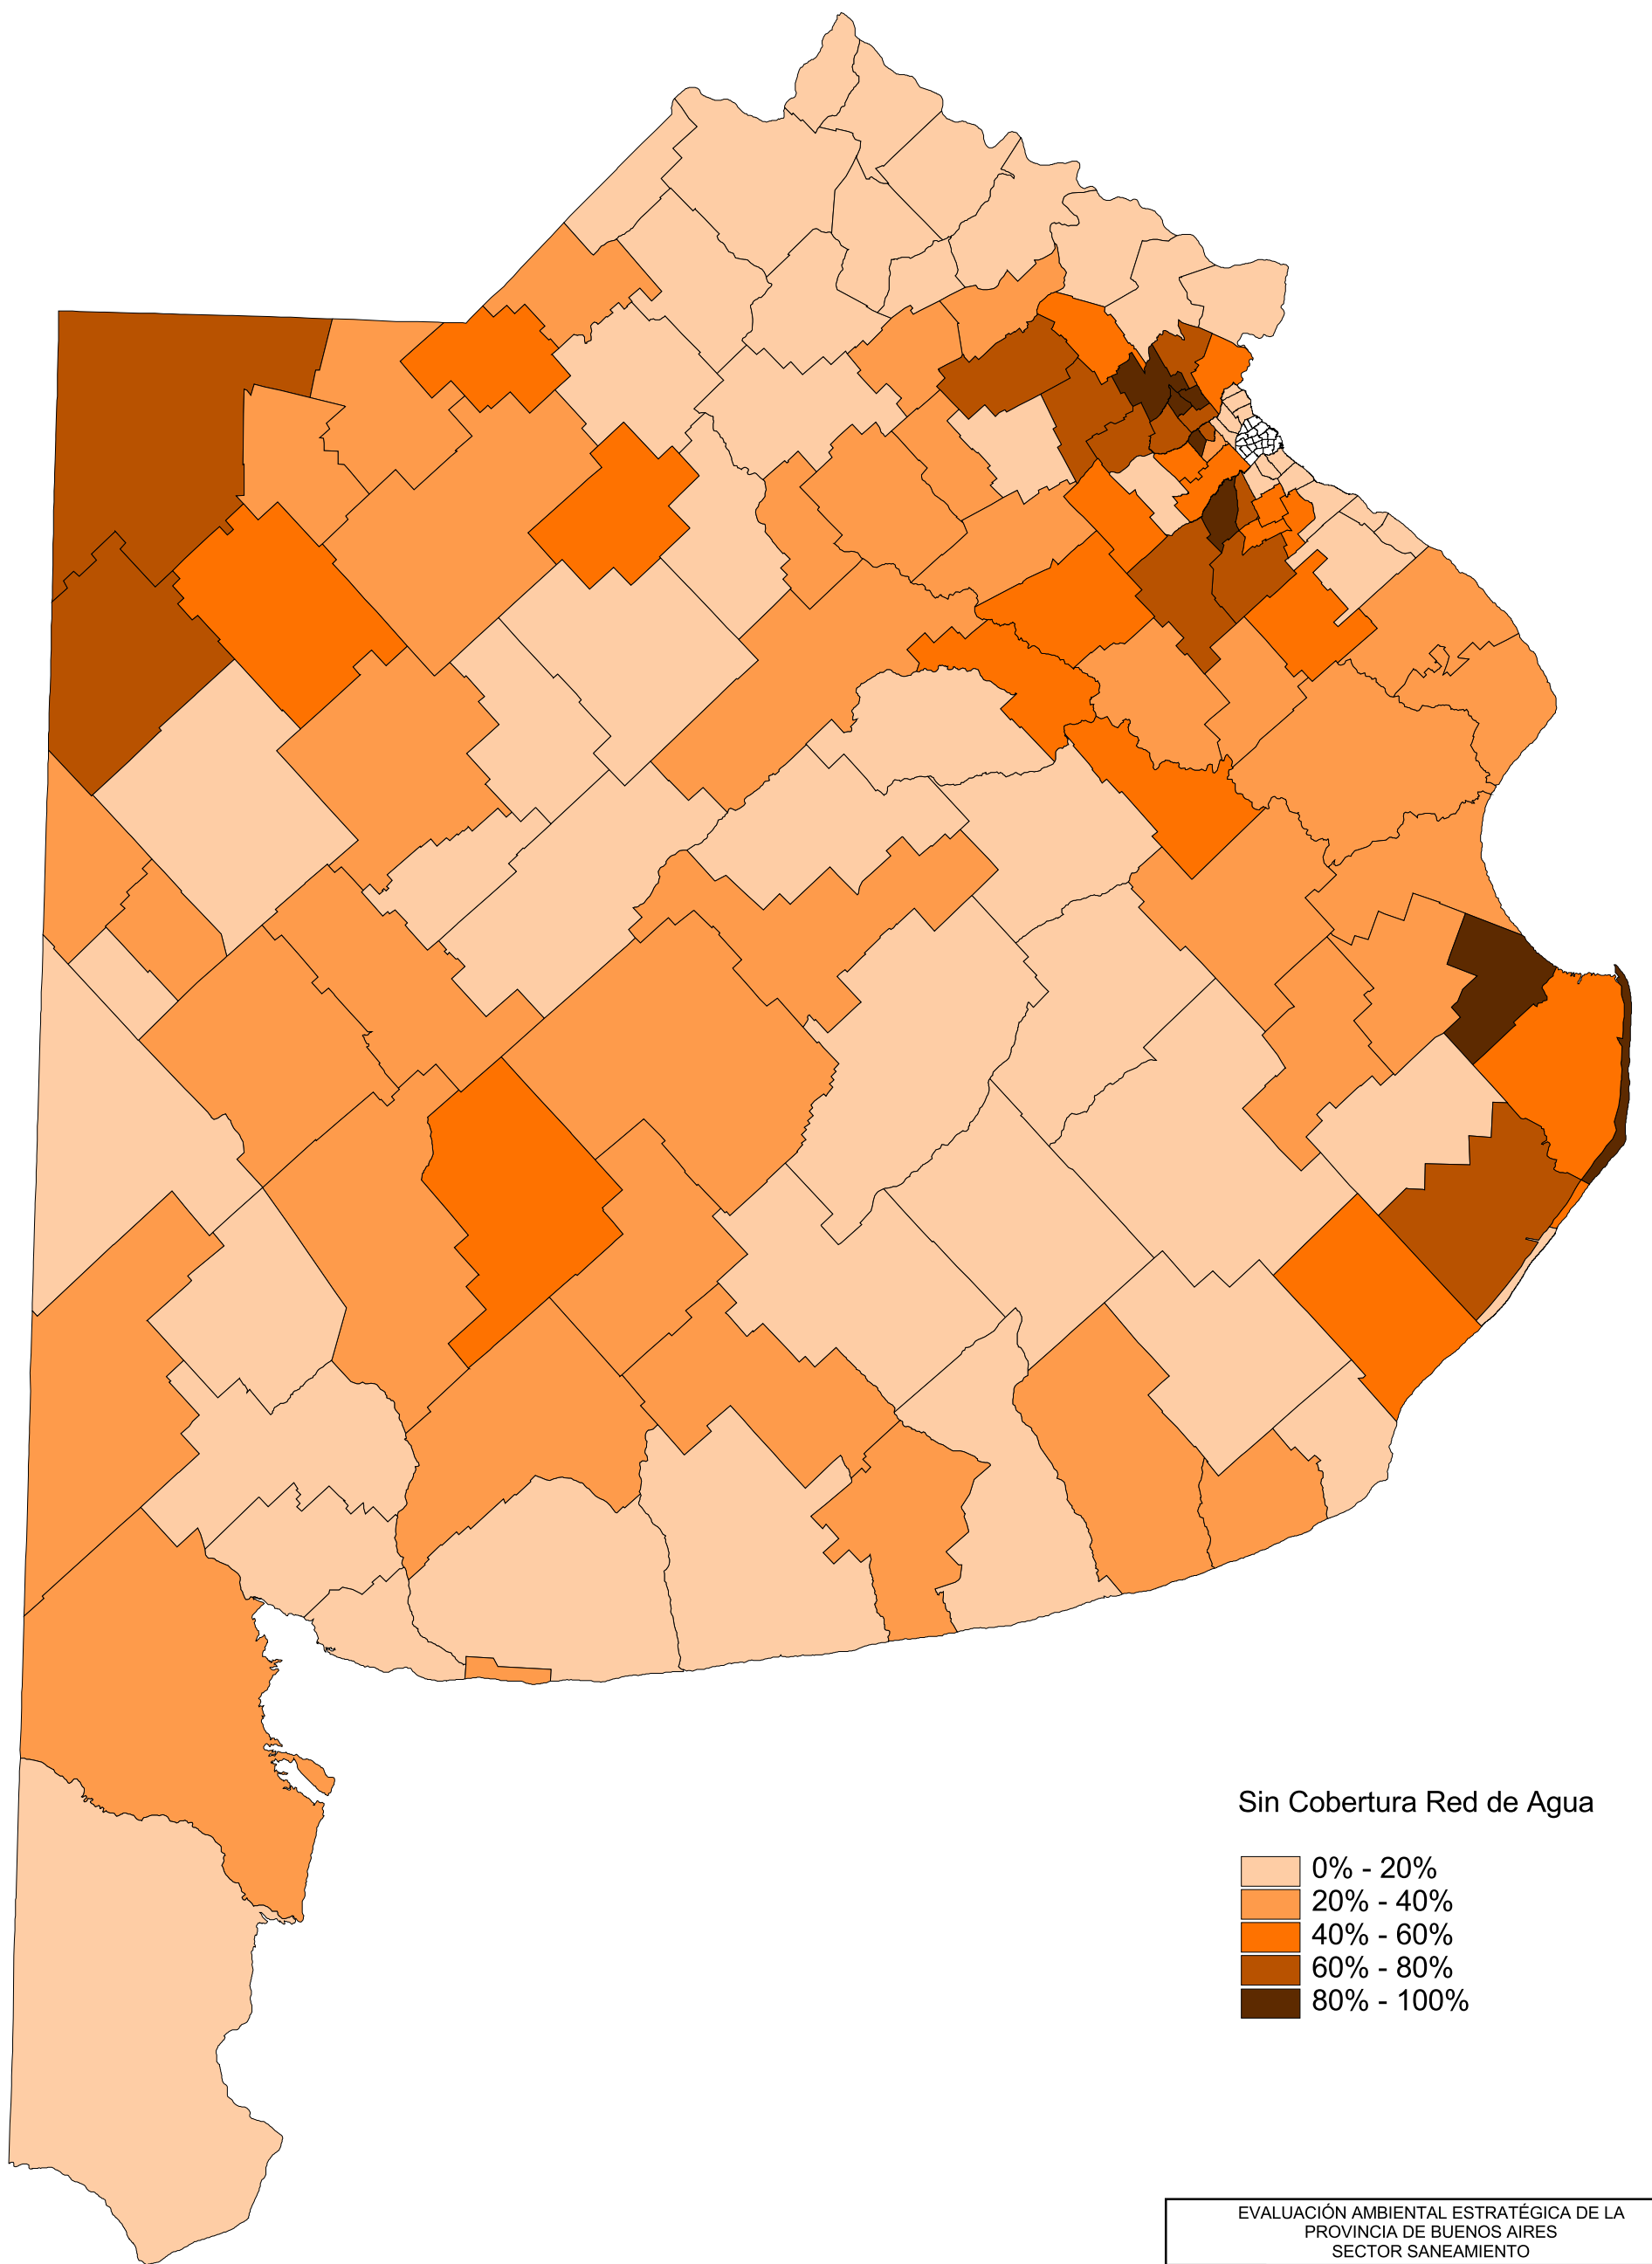 Sin Cobertura Red de Agua
0% - 20%
20% - 40%
40% - 60%
60% - 80%
80% - 100%
EVALUACIÓN AMBIENTAL ESTRATÉGICA DE LA
PROVINCIA DE BUENOS AIRES
SECTOR SANEAMIENTO